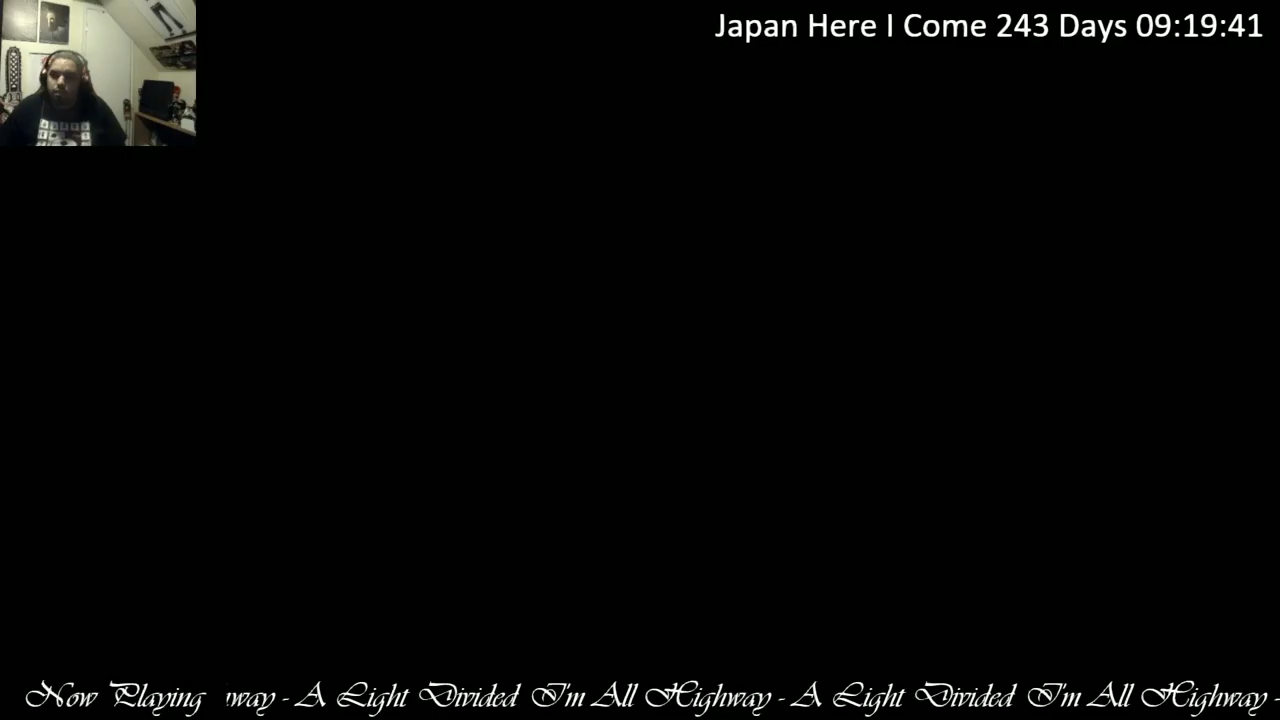 Japan Here I Come 243 Days 09:19:41
Now Playing way - A Light Divided I'm All Highway - A Light Divided I'm All Highway -